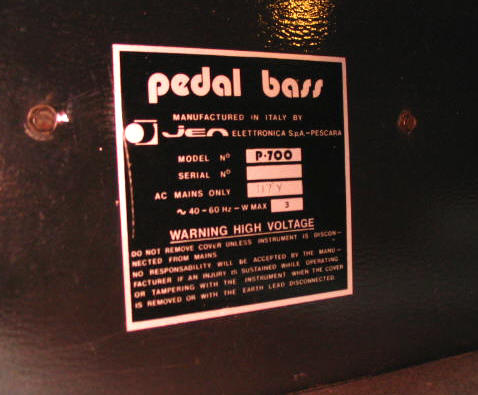 pedal bass
MANUFACTURED IN ITALY BY
JEN ELETTRONICA S.p.A.-PESCARA
MODEL No P-700
SERIAL No
AC MAINS ONLY 117V
~ 40-60 Hz-W MAX 3
WARNING HIGH VOLTAGE
DO NOT REMOVE COVER UNLESS INSTRUMENT IS DISCON-
NECTED FROM MAINS
NO RESPONSABILITY WILL BE ACCEPTED BY THE MANU-
FACTURER IF AN INJURY IS SUSTAINED WHILE OPERATING
OR TAMPERING WITH THE INSTRUMENT WHEN THE COVER
IS REMOVED OR WITH THE EARTH LEAD DISCONNECTED